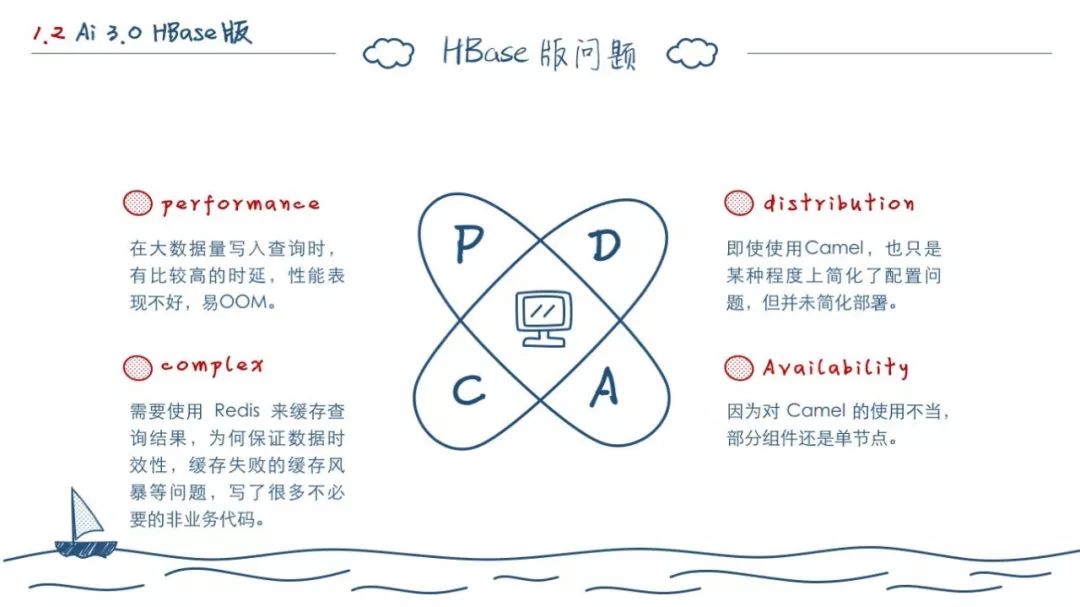 1.2 Ai 3.0 HBase版
HBase 版问题
performance
在大数据量写入查询时，
有比较高的时延，性能表
现不好，易OOM。
distribution
即使使用Camel，也只是
某种程度上简化了配置问
题，但并未简化部署。
P
D
C
A
complex
需要使用 Redis 来缓存查
询结果，为何保证数据时
效性，缓存失败的缓存风
暴等问题，写了很多不必
要的非业务代码。
Availability
因为对 Camel 的使用不当，
部分组件还是单节点。